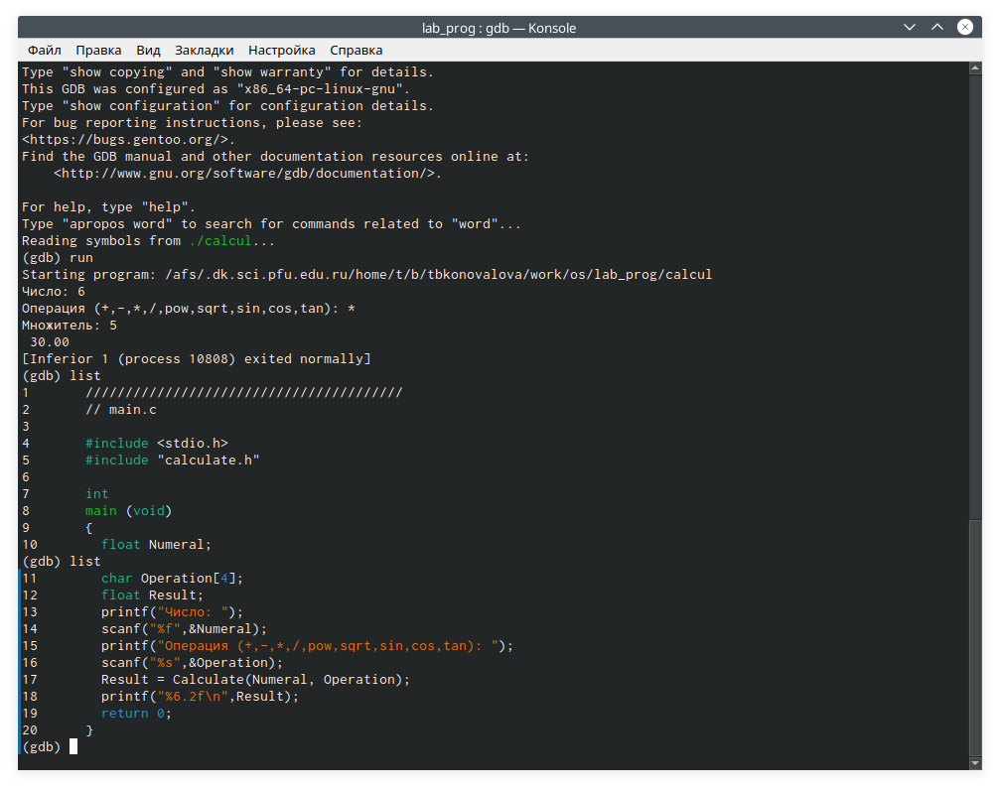 lab_prog : gdb — Konsole
Файл Правка Вид Закладки Настройка Справка
Type "show copying" and "show warranty" for details.
This GDB was configured as "x86_64-pc-linux-gnu".
Type "show configuration" for configuration details.
For bug reporting instructions, please see:
<https://bugs.gentoo.org/>.
Find the GDB manual and other documentation resources online at:
    <http://www.gnu.org/software/gdb/documentation/>.

For help, type "help".
Type "apropos word" to search for commands related to "word"...
Reading symbols from ./calcul...
(gdb) run
Starting program: /afs/.dk.sci.pfu.edu.ru/home/t/b/tbkonovalova/work/os/lab_prog/calcul
Число: 6
Операция (+,-,*,/,pow,sqrt,sin,cos,tan): *
Множитель: 5
 30.00
[Inferior 1 (process 10808) exited normally]
(gdb) list
1       ////////////////////////////////////////
2       // main.c
3
4       #include <stdio.h>
5       #include "calculate.h"
6
7       int
8       main (void)
9       {
10        float Numeral;
(gdb) list
11        char Operation[4];
12        float Result;
13        printf("Число: ");
14        scanf("%f",&Numeral);
15        printf("Операция (+,-,*,/,pow,sqrt,sin,cos,tan): ");
16        scanf("%s",&Operation);
17        Result = Calculate(Numeral, Operation);
18        printf("%6.2f\n",Result);
19        return 0;
20      }
(gdb)